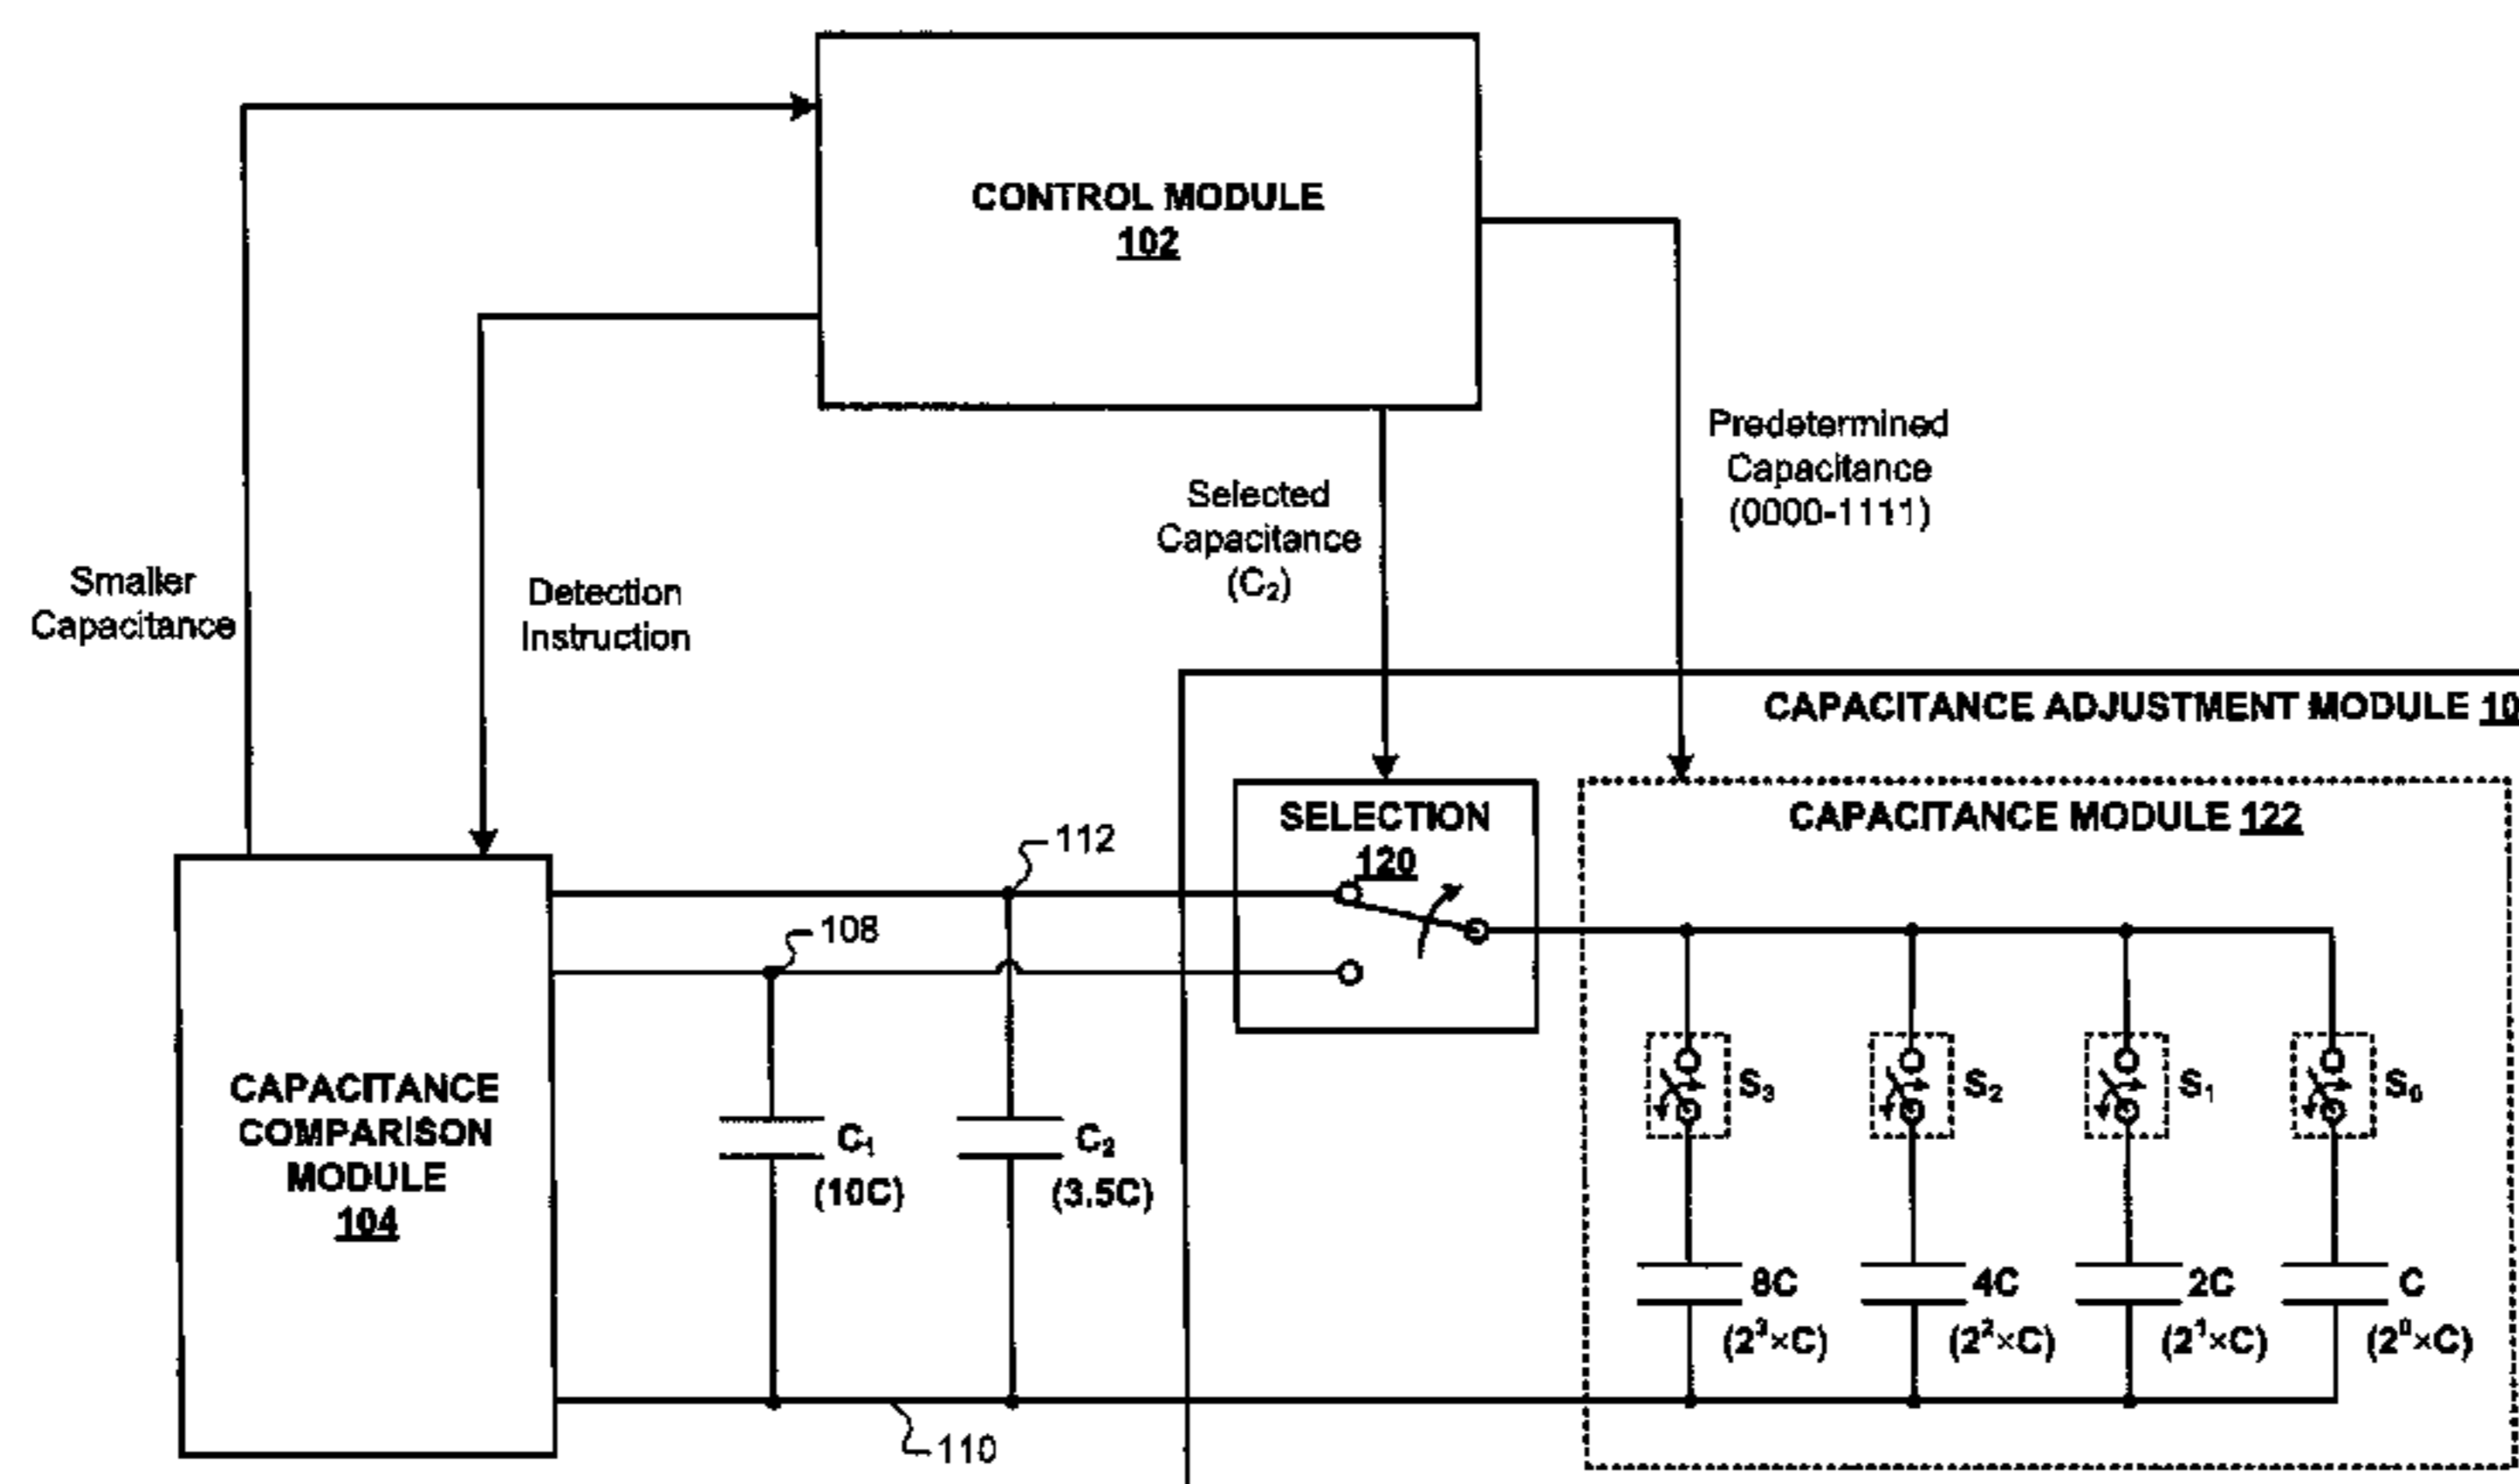 CONTROL MODULE
102
Predetermined
Capacitance
(0000-1111)
Selected
Capacitance
(C₂)
Smaller
Capacitance
Detection
Instruction
CAPACITANCE ADJUSTMENT MODULE 10
SELECTION
120
CAPACITANCE MODULE 122
112
108
CAPACITANCE
COMPARISON
MODULE
104
C₁
(10C)
C₂
(3.5C)
S₃
S₂
S₁
S₀
8C
(2³×C)
4C
(2²×C)
2C
(2¹×C)
C
(2⁰×C)
110